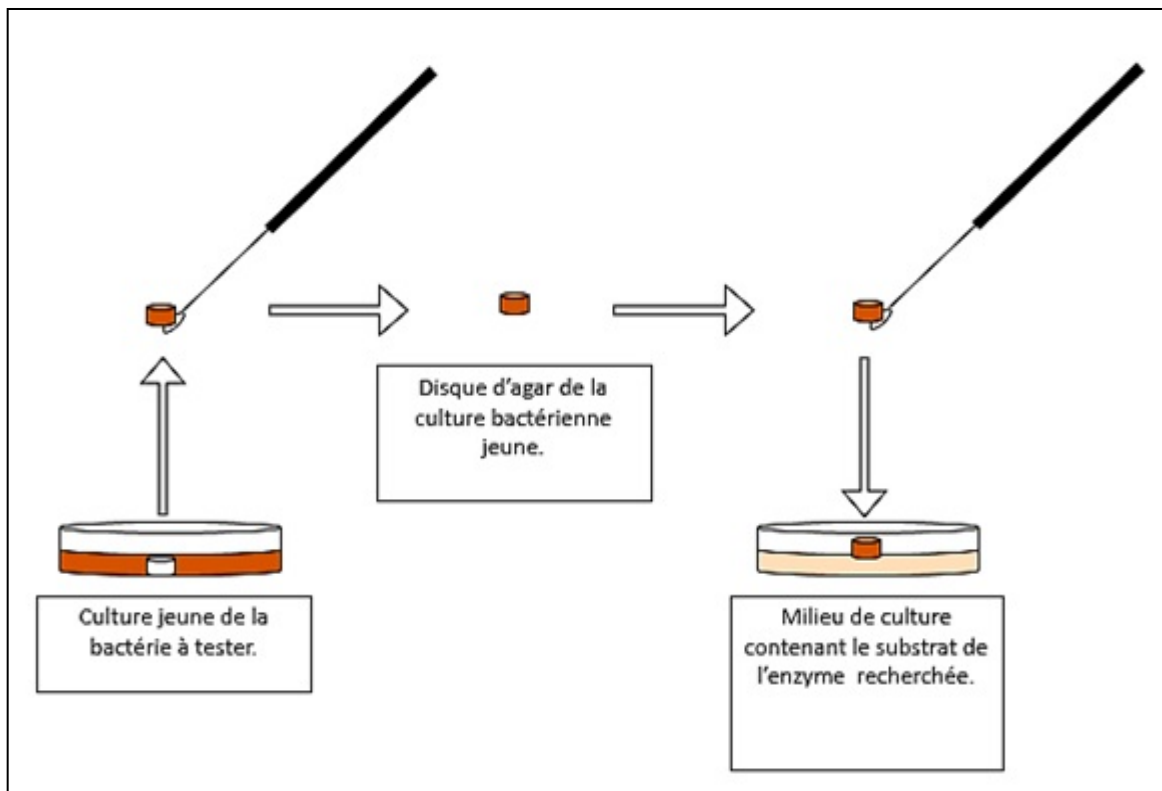 Disque d'agar de la
culture bactérienne
jeune.
Culture jeune de la
bactérie à tester.
Milieu de culture
contenant le substrat de
l'enzyme recherchée.